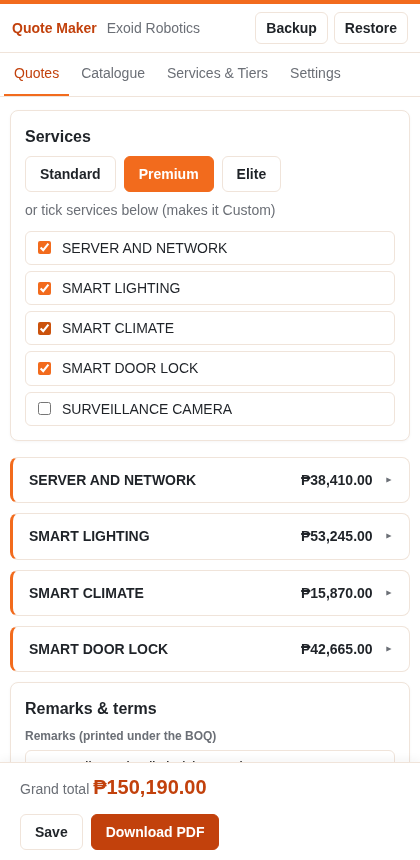 Quote Maker Exoid Robotics Backup Restore
Quotes Catalogue Services & Tiers Settings
Services
Standard Premium Elite
or tick services below (makes it Custom)
SERVER AND NETWORK
SMART LIGHTING
SMART CLIMATE
SMART DOOR LOCK
SURVEILLANCE CAMERA
SERVER AND NETWORK ₱38,410.00
SMART LIGHTING ₱53,245.00
SMART CLIMATE ₱15,870.00
SMART DOOR LOCK ₱42,665.00
Remarks & terms
Remarks (printed under the BOQ)
Grand total ₱150,190.00
Save Download PDF